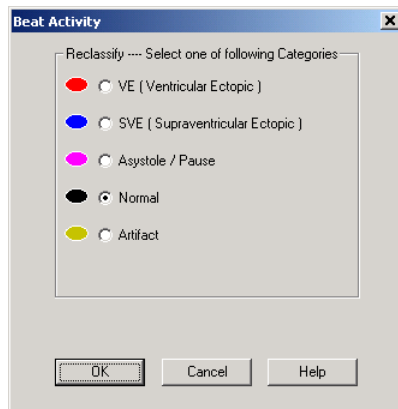 Beat Activity
Reclassify ---- Select one of following Categories
VE ( Ventricular Ectopic )
SVE ( Supraventricular Ectopic )
Asystole / Pause
Normal
Artifact
OK Cancel Help